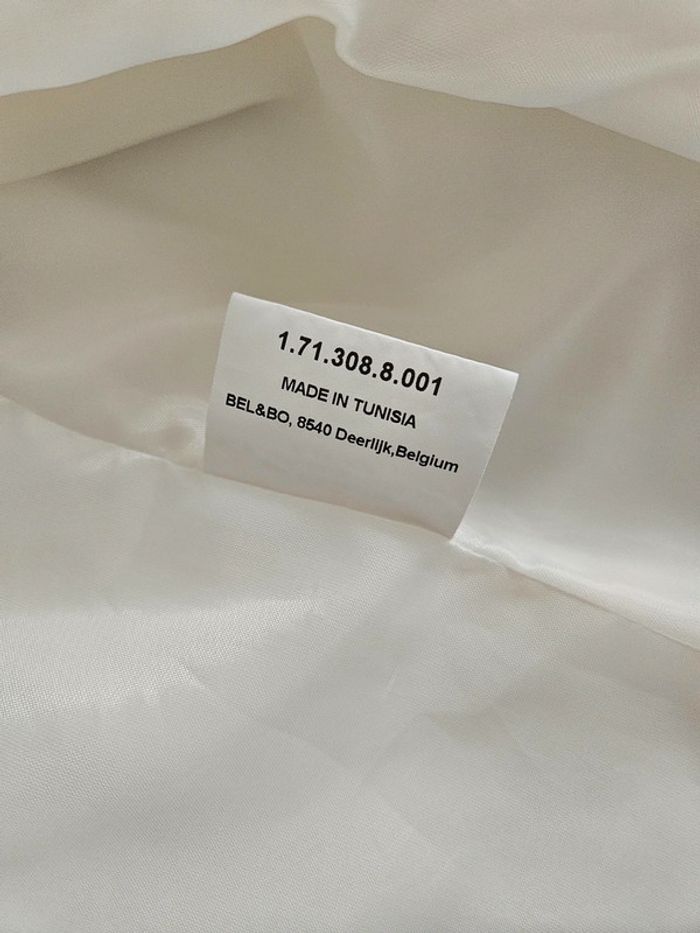 1.71.308.8.001
MADE IN TUNISIA
BEL&BO, 8540 Deerlijk,Belgium